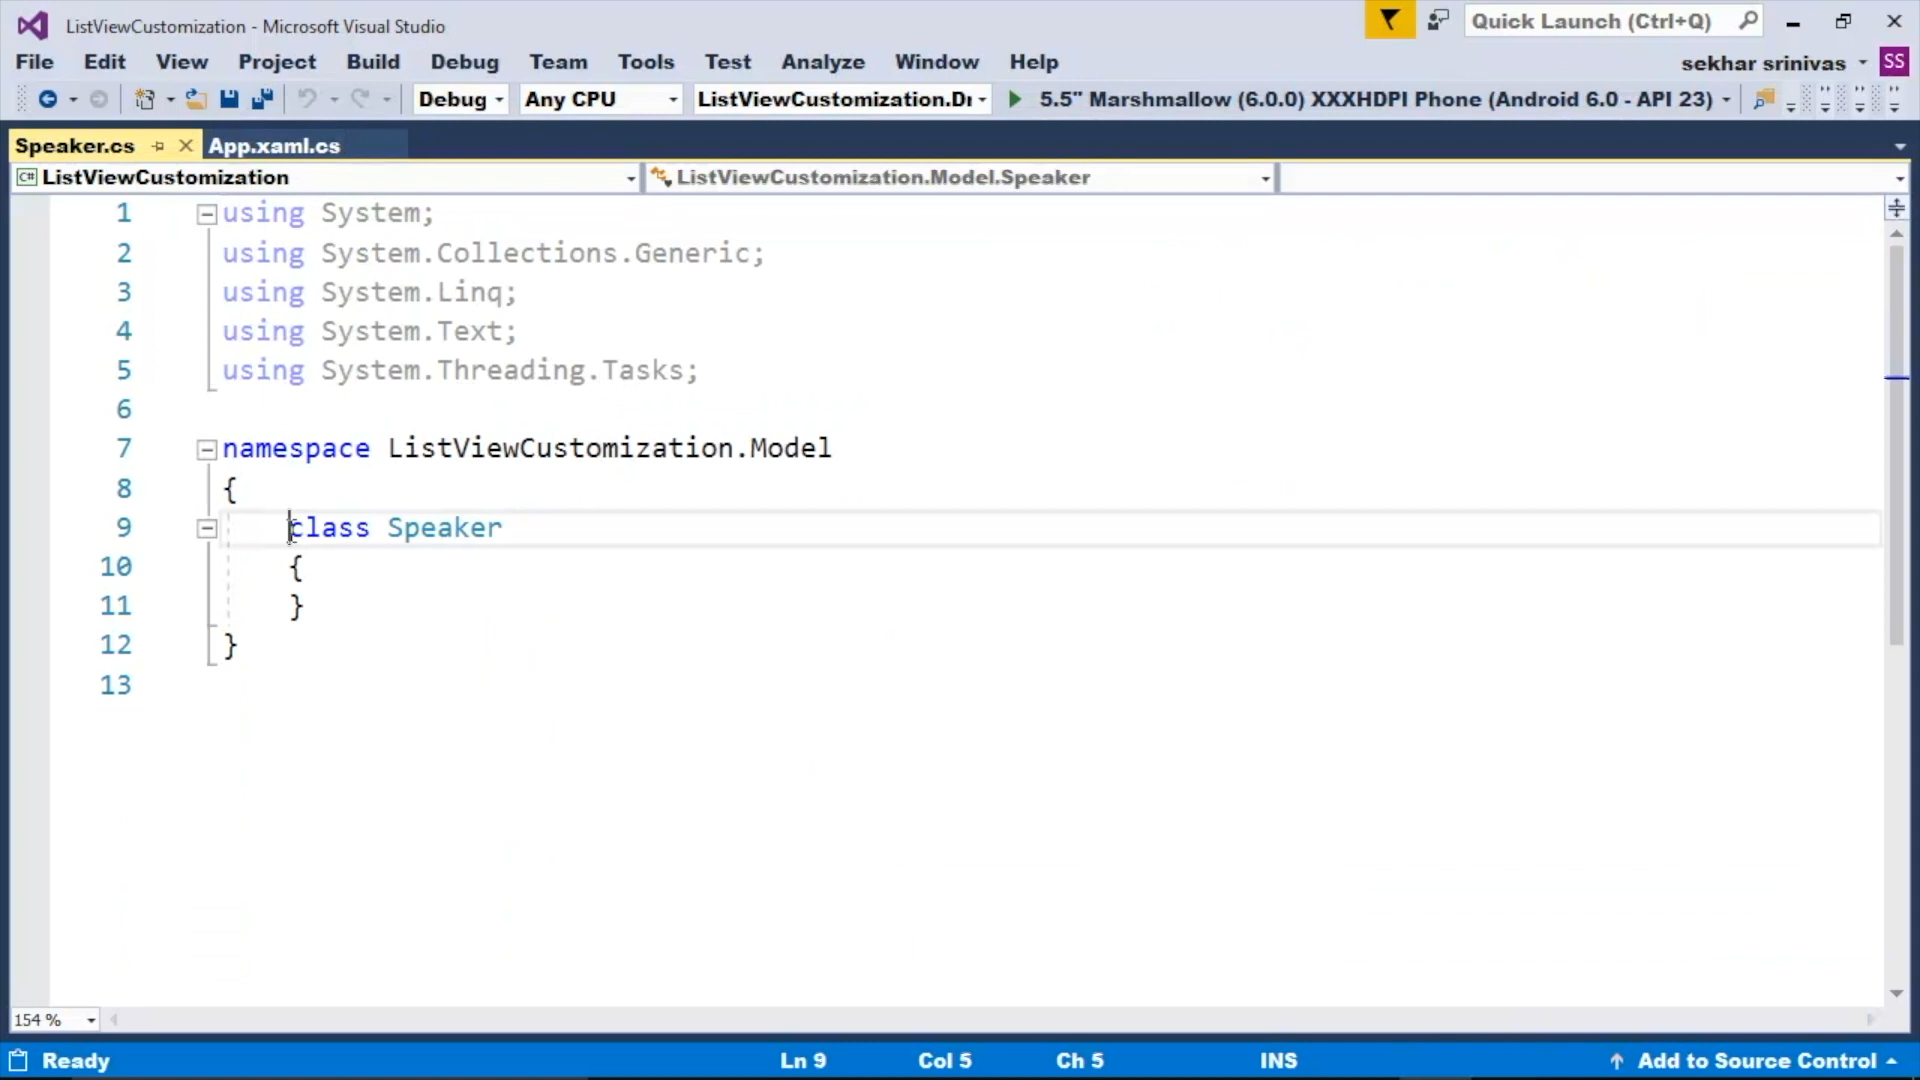 ListViewCustomization - Microsoft Visual Studio
Quick Launch (Ctrl+Q)
File Edit View Project Build Debug Team Tools Test Analyze Window Help
sekhar srinivas SS
Debug Any CPU ListViewCustomization.Dr 5.5" Marshmallow (6.0.0) XXXHDPI Phone (Android 6.0 - API 23)
Speaker.cs App.xaml.cs
C# ListViewCustomization ListViewCustomization.Model.Speaker
1 using System;
2 using System.Collections.Generic;
3 using System.Linq;
4 using System.Text;
5 using System.Threading.Tasks;
6
7 namespace ListViewCustomization.Model
8 {
9 class Speaker
10 {
11 }
12 }
13
154 %
Ready Ln 9 Col 5 Ch 5 INS Add to Source Control